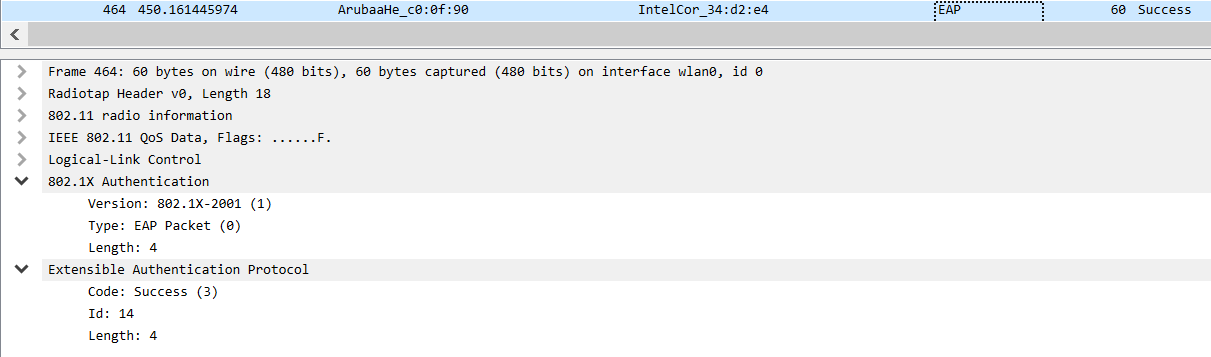 464 450.161445974 ArubaaHe_c0:0f:90 IntelCor_34:d2:e4 EAP 60 Success
Frame 464: 60 bytes on wire (480 bits), 60 bytes captured (480 bits) on interface wlan0, id 0
Radiotap Header v0, Length 18
802.11 radio information
IEEE 802.11 QoS Data, Flags: ......F.
Logical-Link Control
802.1X Authentication
Version: 802.1X-2001 (1)
Type: EAP Packet (0)
Length: 4
Extensible Authentication Protocol
Code: Success (3)
Id: 14
Length: 4